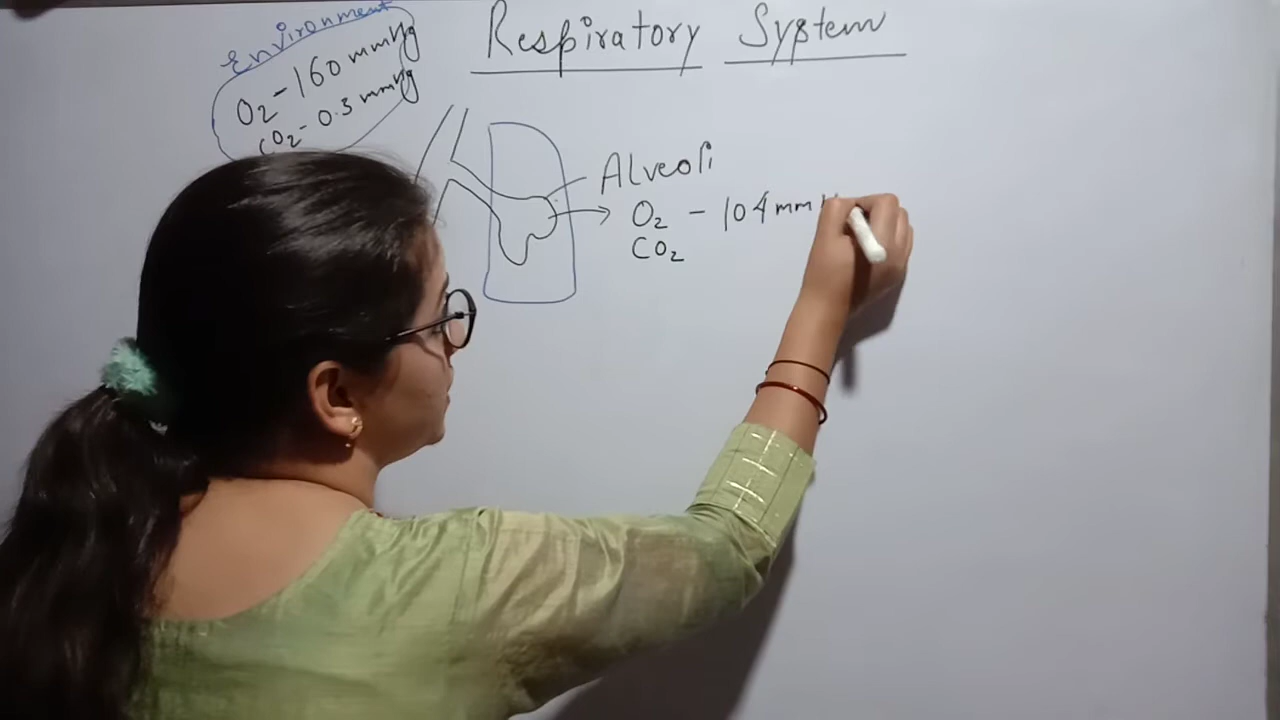 Respiratory System
Environment
O2 - 160 mmHg
CO2 - 0.3 mmHg
Alveoli
O2 - 104 mm
CO2